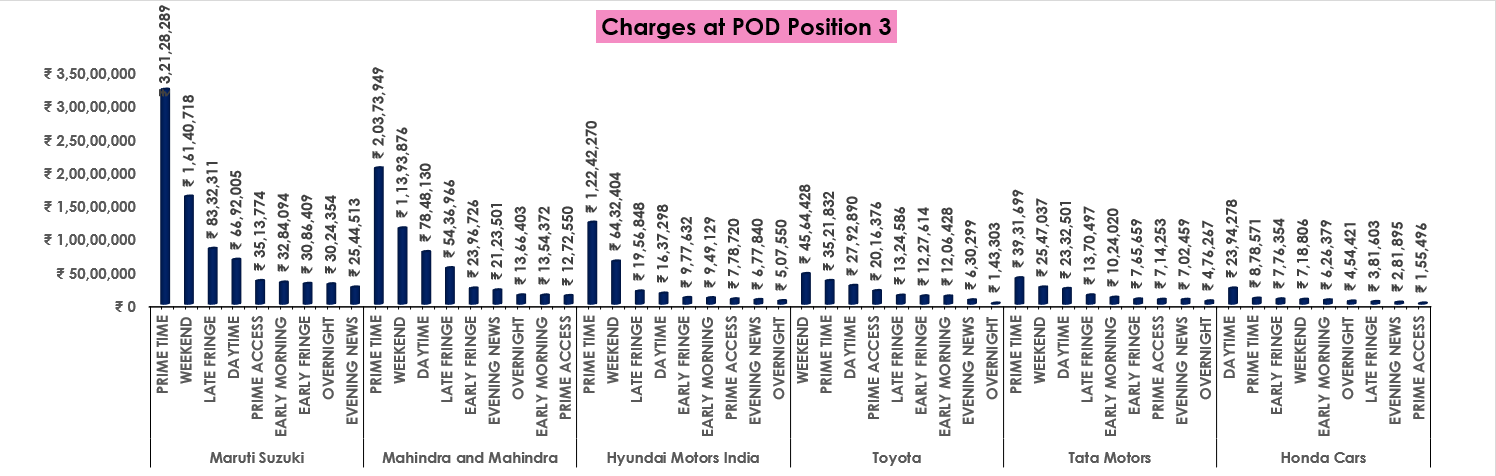 Charges at POD Position 3
₹ 3,50,00,000
₹ 3,00,00,000
₹ 2,50,00,000
₹ 2,00,00,000
₹ 1,50,00,000
₹ 1,00,00,000
₹ 50,00,000
₹ 0
₹ 3,21,28,289
₹ 1,61,40,718
₹ 83,32,311
₹ 66,92,005
₹ 35,13,774
₹ 32,84,094
₹ 30,86,409
₹ 30,24,354
₹ 25,44,513
₹ 2,03,73,949
₹ 1,13,93,876
₹ 78,48,130
₹ 54,36,966
₹ 23,96,726
₹ 21,23,501
₹ 13,66,403
₹ 13,54,372
₹ 12,72,550
₹ 1,22,42,270
₹ 64,32,404
₹ 19,56,848
₹ 16,37,298
₹ 9,77,632
₹ 9,49,129
₹ 7,78,720
₹ 6,77,840
₹ 5,07,550
₹ 45,64,428
₹ 35,21,832
₹ 27,92,890
₹ 20,16,376
₹ 13,24,586
₹ 12,27,614
₹ 12,06,428
₹ 6,30,299
₹ 1,43,303
₹ 39,31,699
₹ 25,47,037
₹ 23,32,501
₹ 13,70,497
₹ 10,24,020
₹ 7,65,659
₹ 7,14,253
₹ 7,02,459
₹ 4,76,267
₹ 23,94,278
₹ 8,78,571
₹ 7,76,354
₹ 7,18,806
₹ 6,26,379
₹ 4,54,421
₹ 3,81,603
₹ 2,81,895
₹ 1,55,496
PRIME TIME
WEEKEND
LATE FRINGE
DAYTIME
PRIME ACCESS
EARLY MORNING
EARLY FRINGE
OVERNIGHT
EVENING NEWS
PRIME TIME
WEEKEND
DAYTIME
LATE FRINGE
EARLY FRINGE
EVENING NEWS
OVERNIGHT
EARLY MORNING
PRIME ACCESS
PRIME TIME
WEEKEND
LATE FRINGE
DAYTIME
EARLY FRINGE
EARLY MORNING
PRIME ACCESS
EVENING NEWS
OVERNIGHT
WEEKEND
PRIME TIME
DAYTIME
PRIME ACCESS
LATE FRINGE
EARLY FRINGE
EARLY MORNING
EVENING NEWS
OVERNIGHT
PRIME TIME
WEEKEND
DAYTIME
LATE FRINGE
EARLY MORNING
EARLY FRINGE
PRIME ACCESS
EVENING NEWS
OVERNIGHT
DAYTIME
PRIME TIME
EARLY FRINGE
WEEKEND
EARLY MORNING
OVERNIGHT
LATE FRINGE
EVENING NEWS
PRIME ACCESS
Maruti Suzuki
Mahindra and Mahindra
Hyundai Motors India
Toyota
Tata Motors
Honda Cars